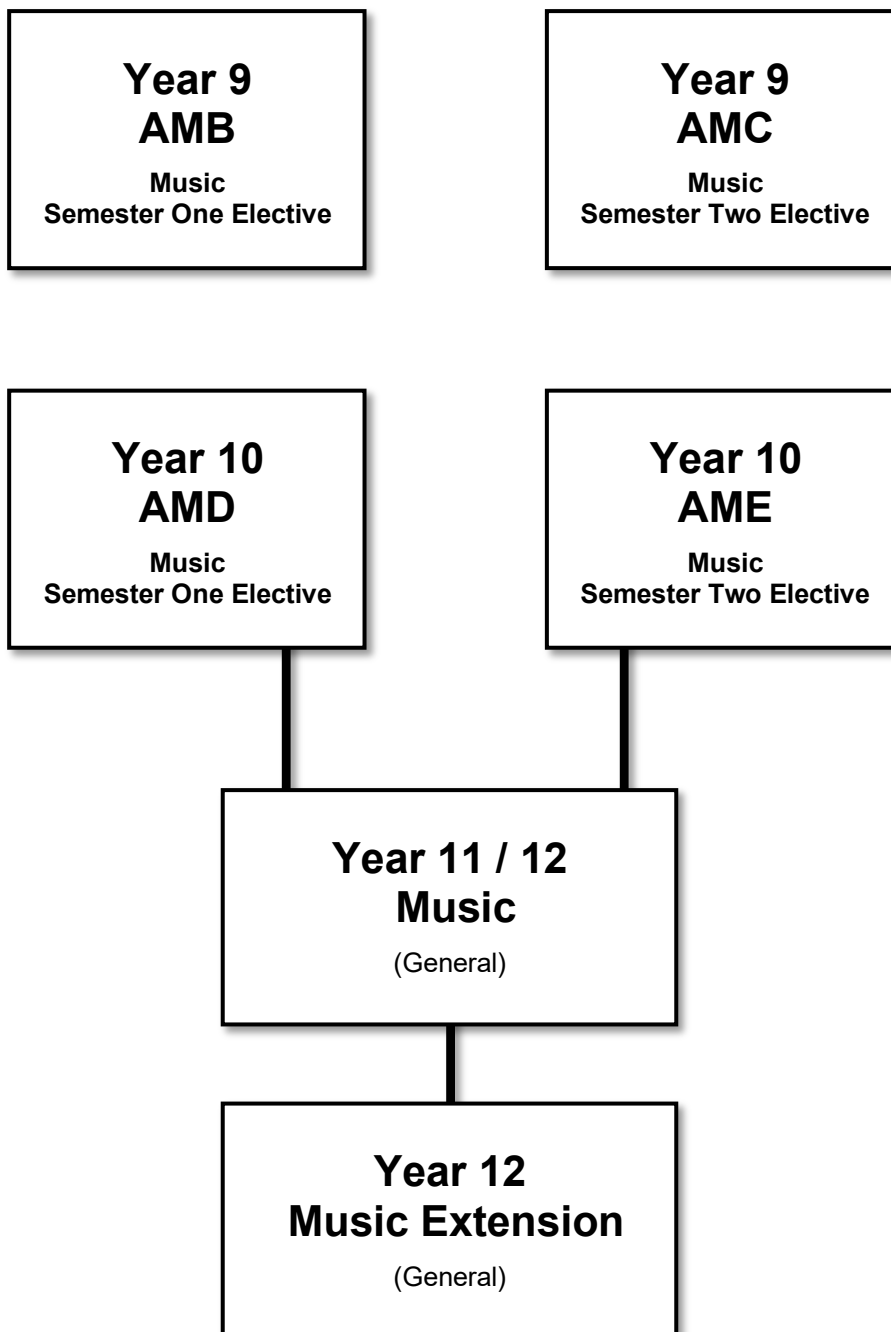 Year 9
AMB
Music
Semester One Elective
Year 9
AMC
Music
Semester Two Elective
Year 10
AMD
Music
Semester One Elective
Year 10
AME
Music
Semester Two Elective
Year 11 / 12
Music
(General)
Year 12
Music Extension
(General)